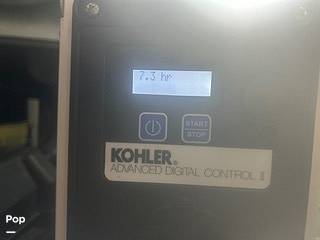 7.3 hr
START
STOP
KOHLER®
ADVANCED DIGITAL CONTROL II
Pop